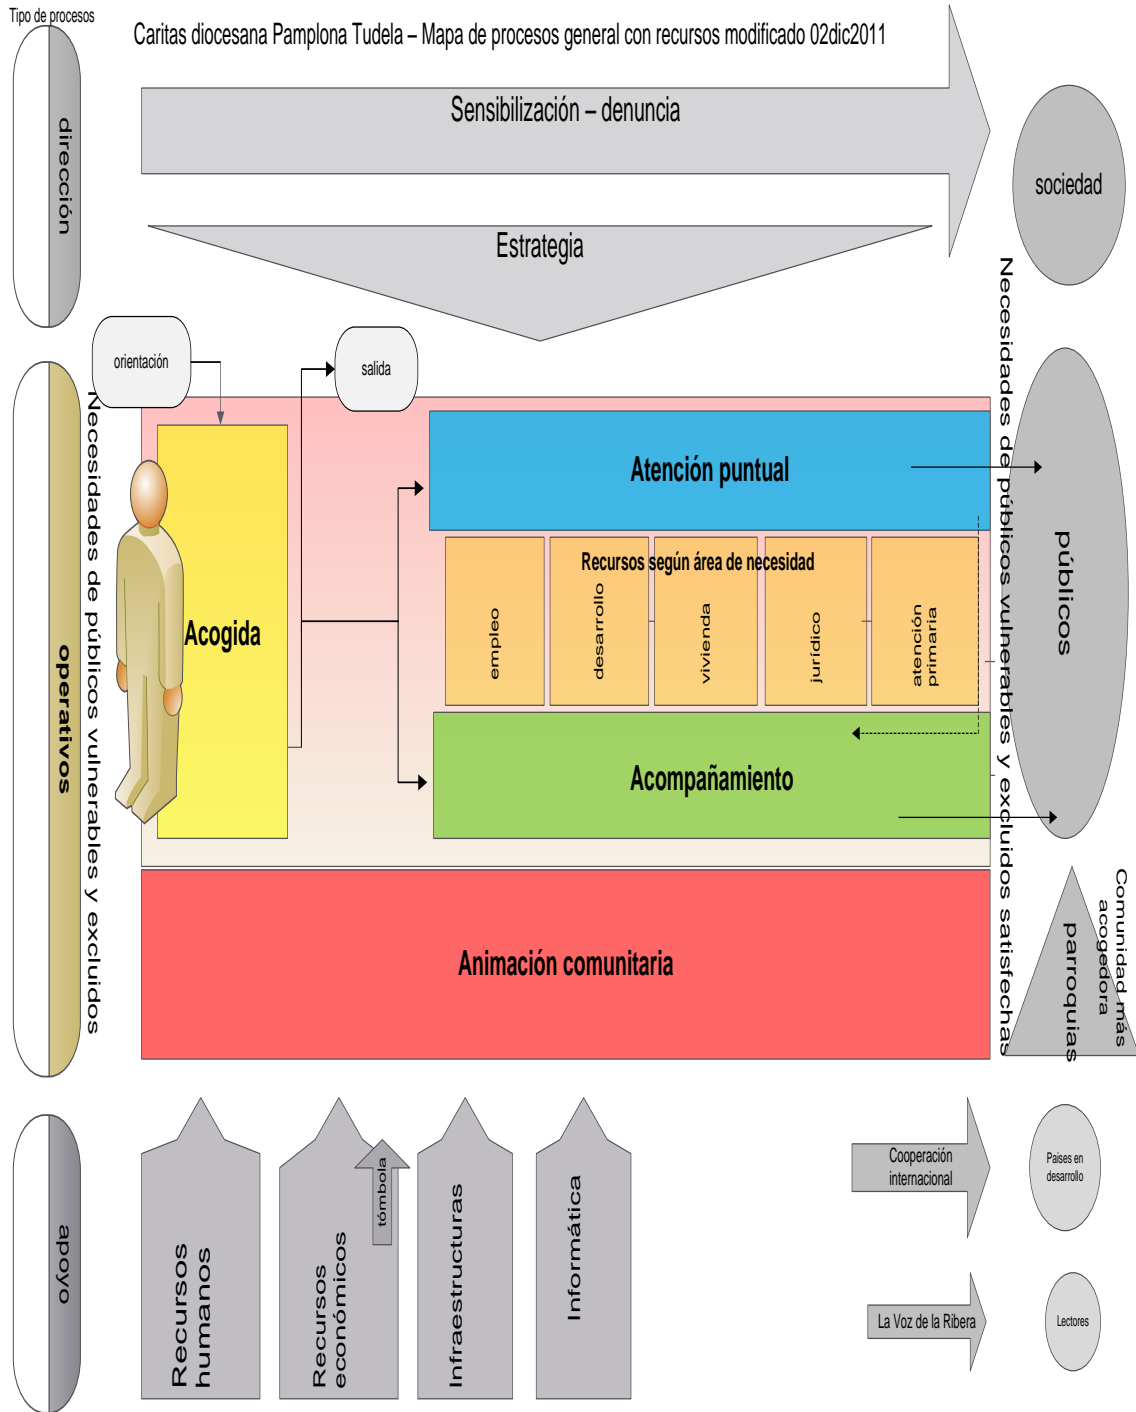 Tipo de procesos
Caritas diocesana Pamplona Tudela – Mapa de procesos general con recursos modificado 02dic2011
dirección
Sensibilización – denuncia
sociedad
Estrategia
orientación
salida
operativos
Necesidades de públicos vulnerables y excluidos
Acogida
Atención puntual
Recursos según área de necesidad
empleo
desarrollo
vivienda
jurídico
atención
primaria
Acompañamiento
Necesidades de públicos vulnerables y excluidos satisfechas
públicos
Animación comunitaria
parroquias
Comunidad más
acogedora
apoyo
Recursos
humanos
Recursos
económicos
tómbola
Infraestructuras
Informática
Cooperación
internacional
Paises en
desarrollo
La Voz de la Ribera
Lectores